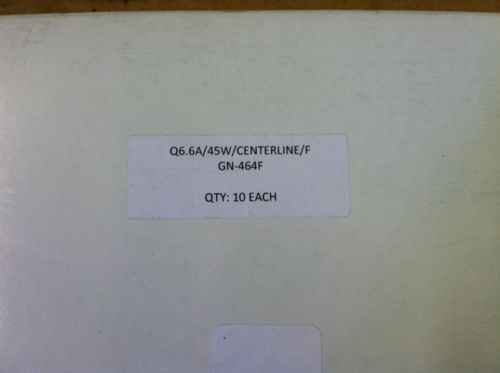 Q6.6A/45W/CENTERLINE/F
GN-464F
QTY: 10 EACH